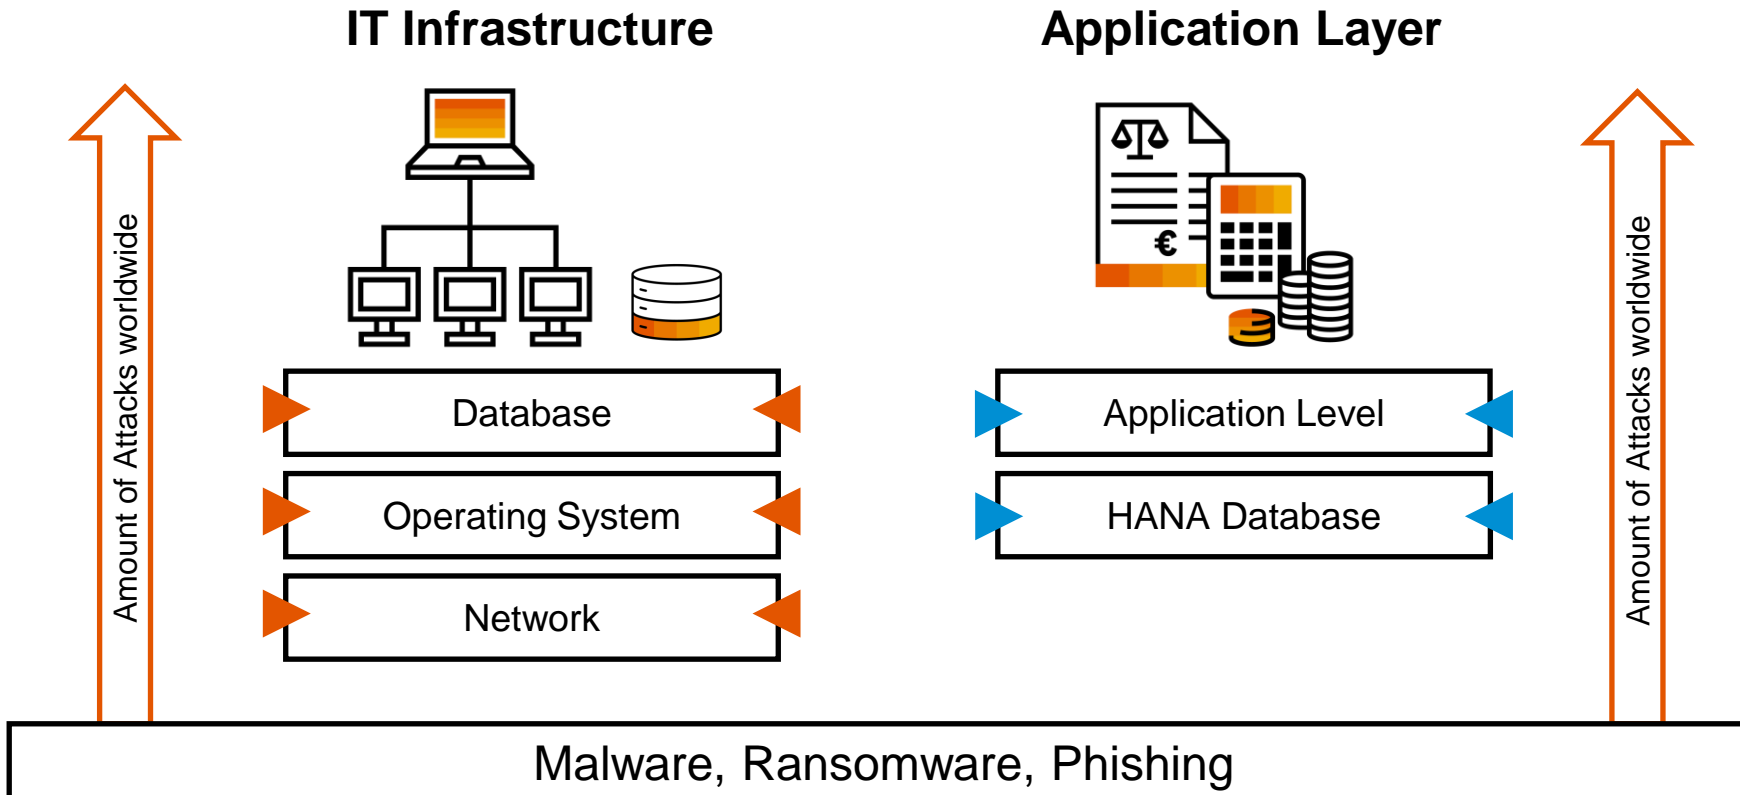 IT Infrastructure
Application Layer
Amount of Attacks worldwide
€
Database
Operating System
Network
Application Level
HANA Database
Amount of Attacks worldwide
Malware, Ransomware, Phishing